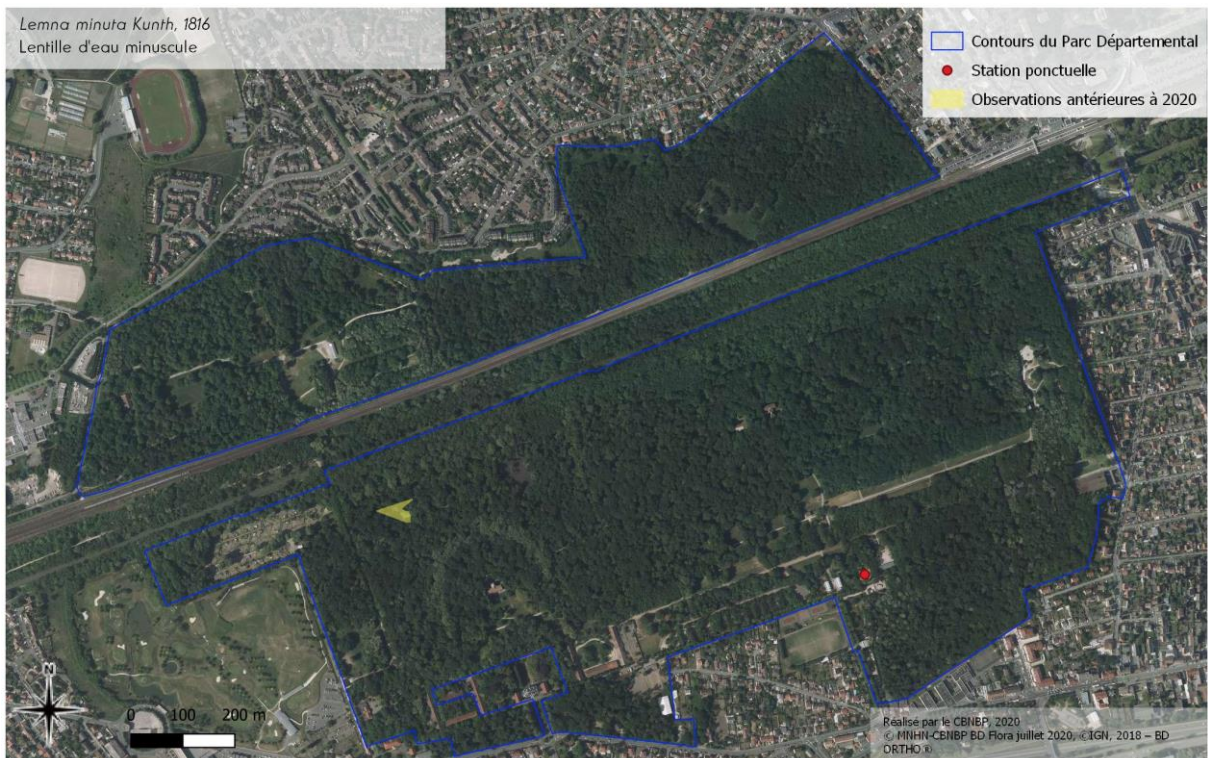 Lemna minuta Kunth, 1816
Lentille d'eau minuscule
Contours du Parc Départemental
Station ponctuelle
Observations antérieures à 2020
N
0 100 200 m
Réalisé par le CBNBP, 2020
© MNHN-CBNBP BD Flora juillet 2020, ©IGN, 2018 – BD
ORTHO ®